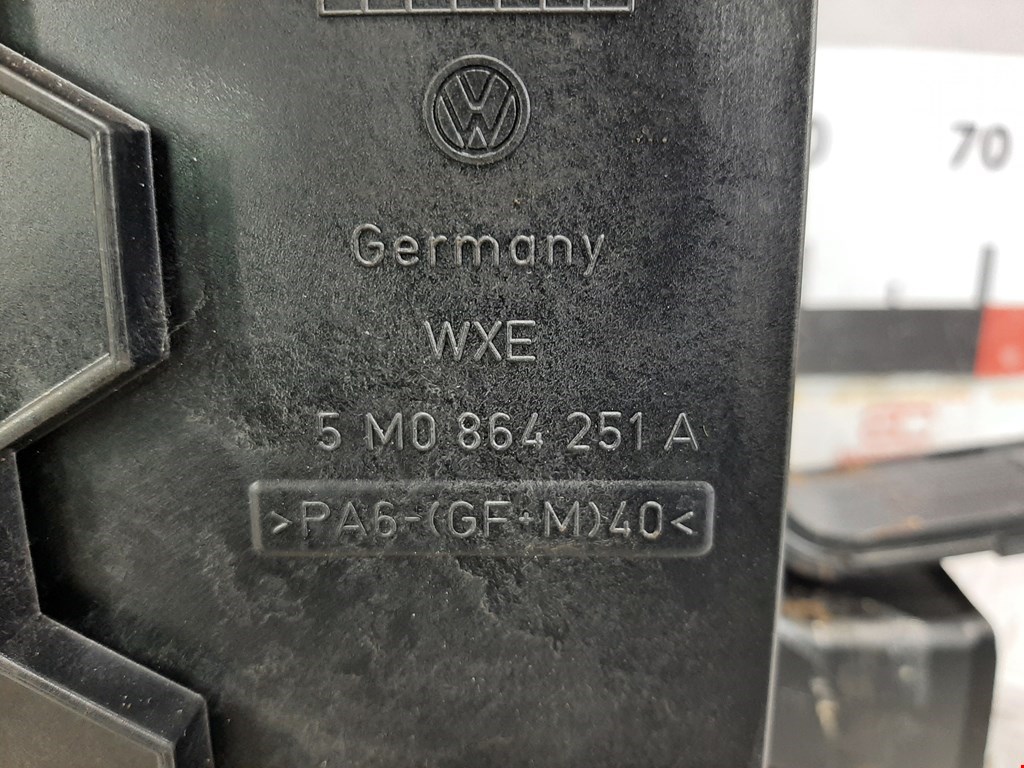 Germany
WXE
5 M0 864 251 A
>PA6-(GF+M)40<
70